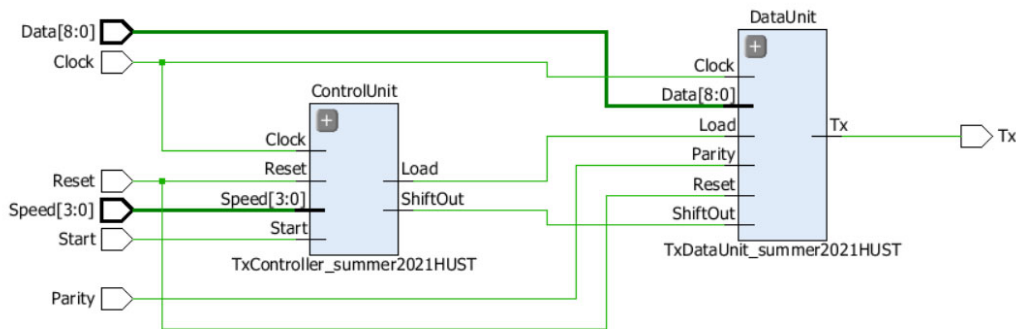 Data[8:0]
Clock
Reset
Speed[3:0]
Start
Parity
ControlUnit
+
Clock
Reset
Speed[3:0]
Start
Load
ShiftOut
TxController_summer2021HUST
DataUnit
+
Clock
Data[8:0]
Load
Parity
Reset
ShiftOut
Tx
TxDataUnit_summer2021HUST
Tx